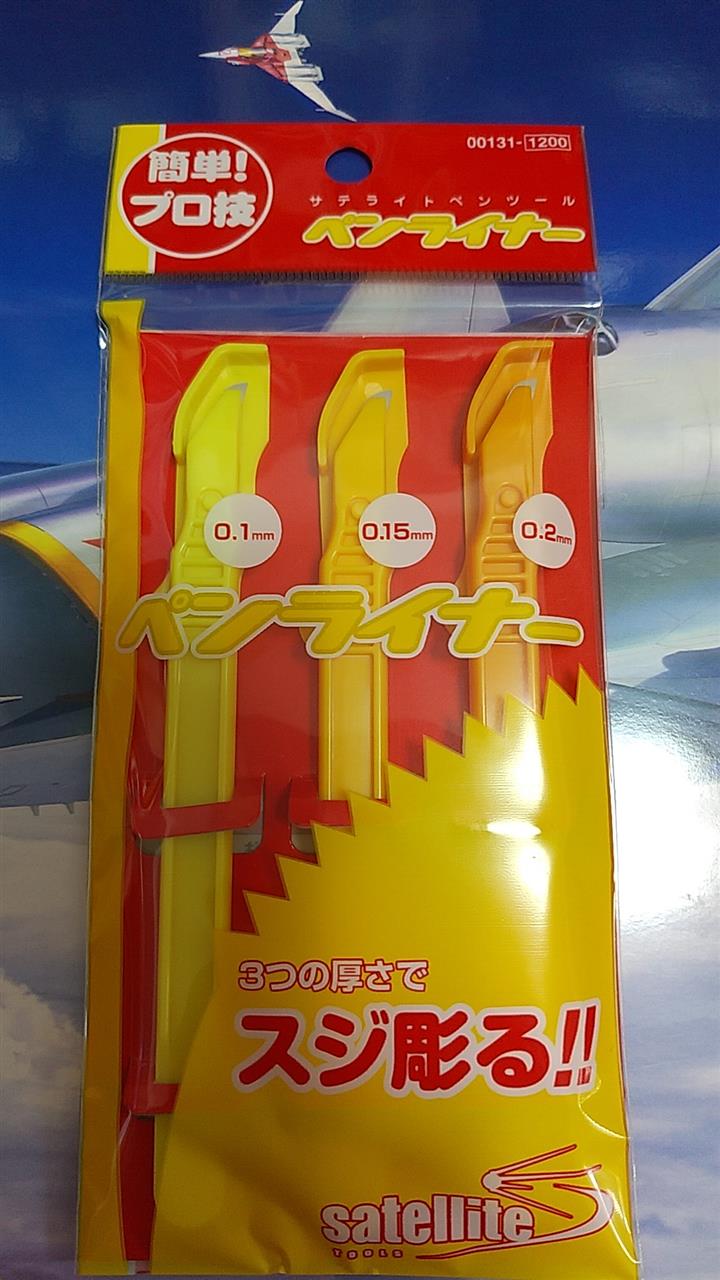 簡単!
プロ技
00131-1200
サテライトペンツール
ペンライナー
0.1mm
0.15mm
0.2mm
ペンライナー
3つの厚さで
スジ彫る!!
satellite
TOOLS